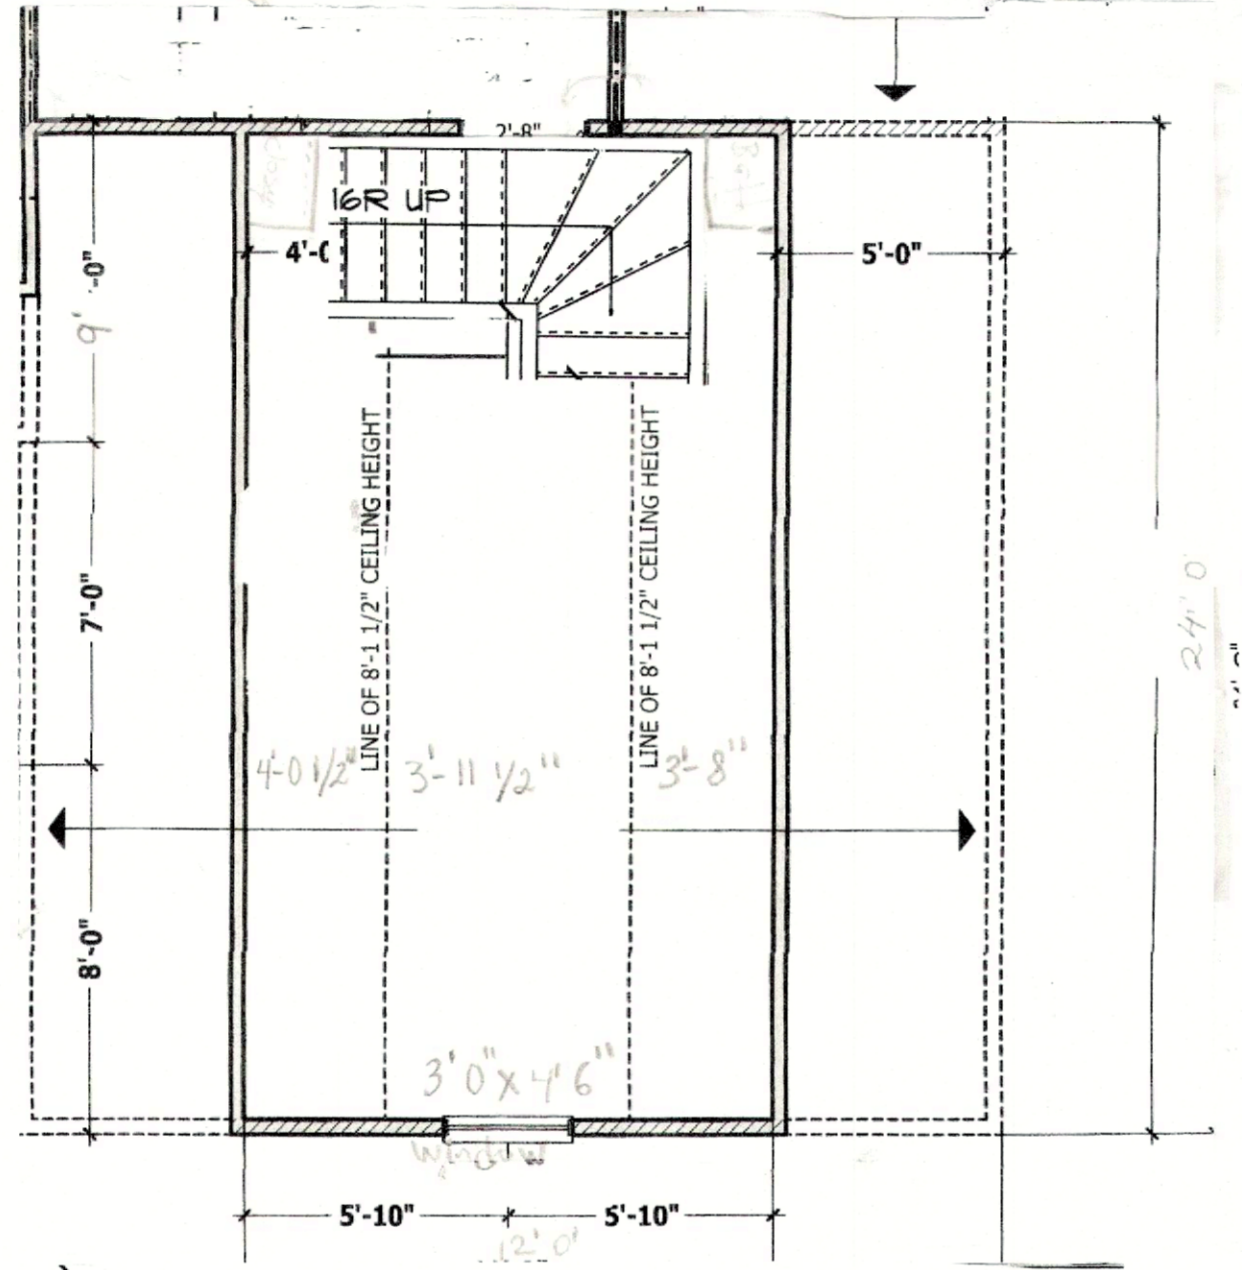 2'-8"
16R UP
4'-0
5'-0"
9' '-0"
LINE OF 8'-1 1/2" CEILING HEIGHT
LINE OF 8'-1 1/2" CEILING HEIGHT
7'-0"
24' 0
4'-0 1/2"
3'-11 1/2"
3'-8"
8'-0"
3'0" X 4'6"
Window
5'-10"
5'-10"
12' 0'